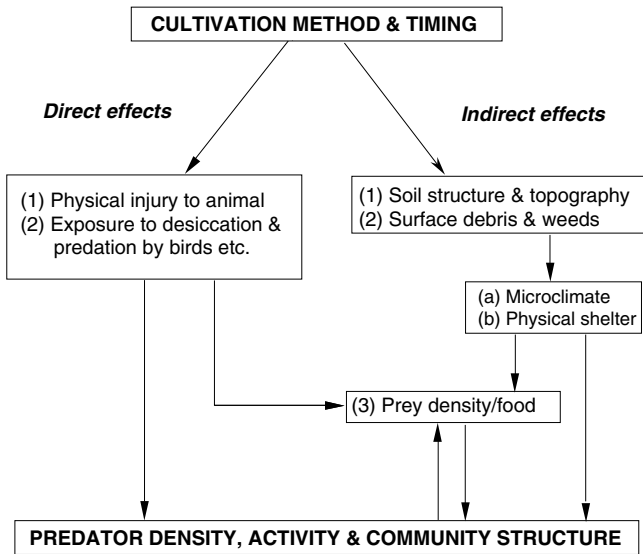 CULTIVATION METHOD & TIMING
Direct effects
Indirect effects
(1) Physical injury to animal
(2) Exposure to desiccation &
predation by birds etc.
(1) Soil structure & topography
(2) Surface debris & weeds
(a) Microclimate
(b) Physical shelter
(3) Prey density/food
PREDATOR DENSITY, ACTIVITY & COMMUNITY STRUCTURE